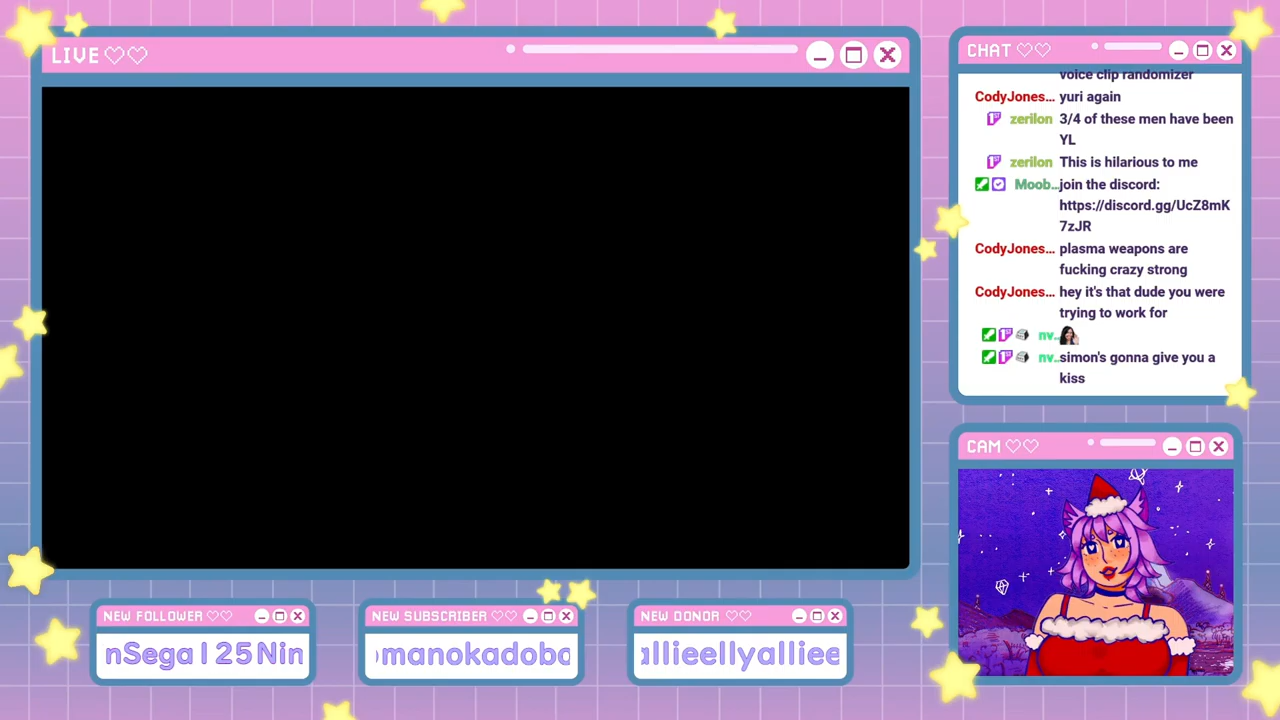 LIVE
CHAT
voice clip randomizer
CodyJones… yuri again
zerilon 3/4 of these men have been
YL
zerilon This is hilarious to me
Moob… join the discord:
https://discord.gg/UcZ8mK
7zJR
CodyJones… plasma weapons are
fucking crazy strong
CodyJones… hey it's that dude you were
trying to work for
nv…
nv… simon's gonna give you a
kiss
CAM
NEW FOLLOWER
nSega125Nin
NEW SUBSCRIBER
manokadoba
NEW DONOR
allieellyalliee